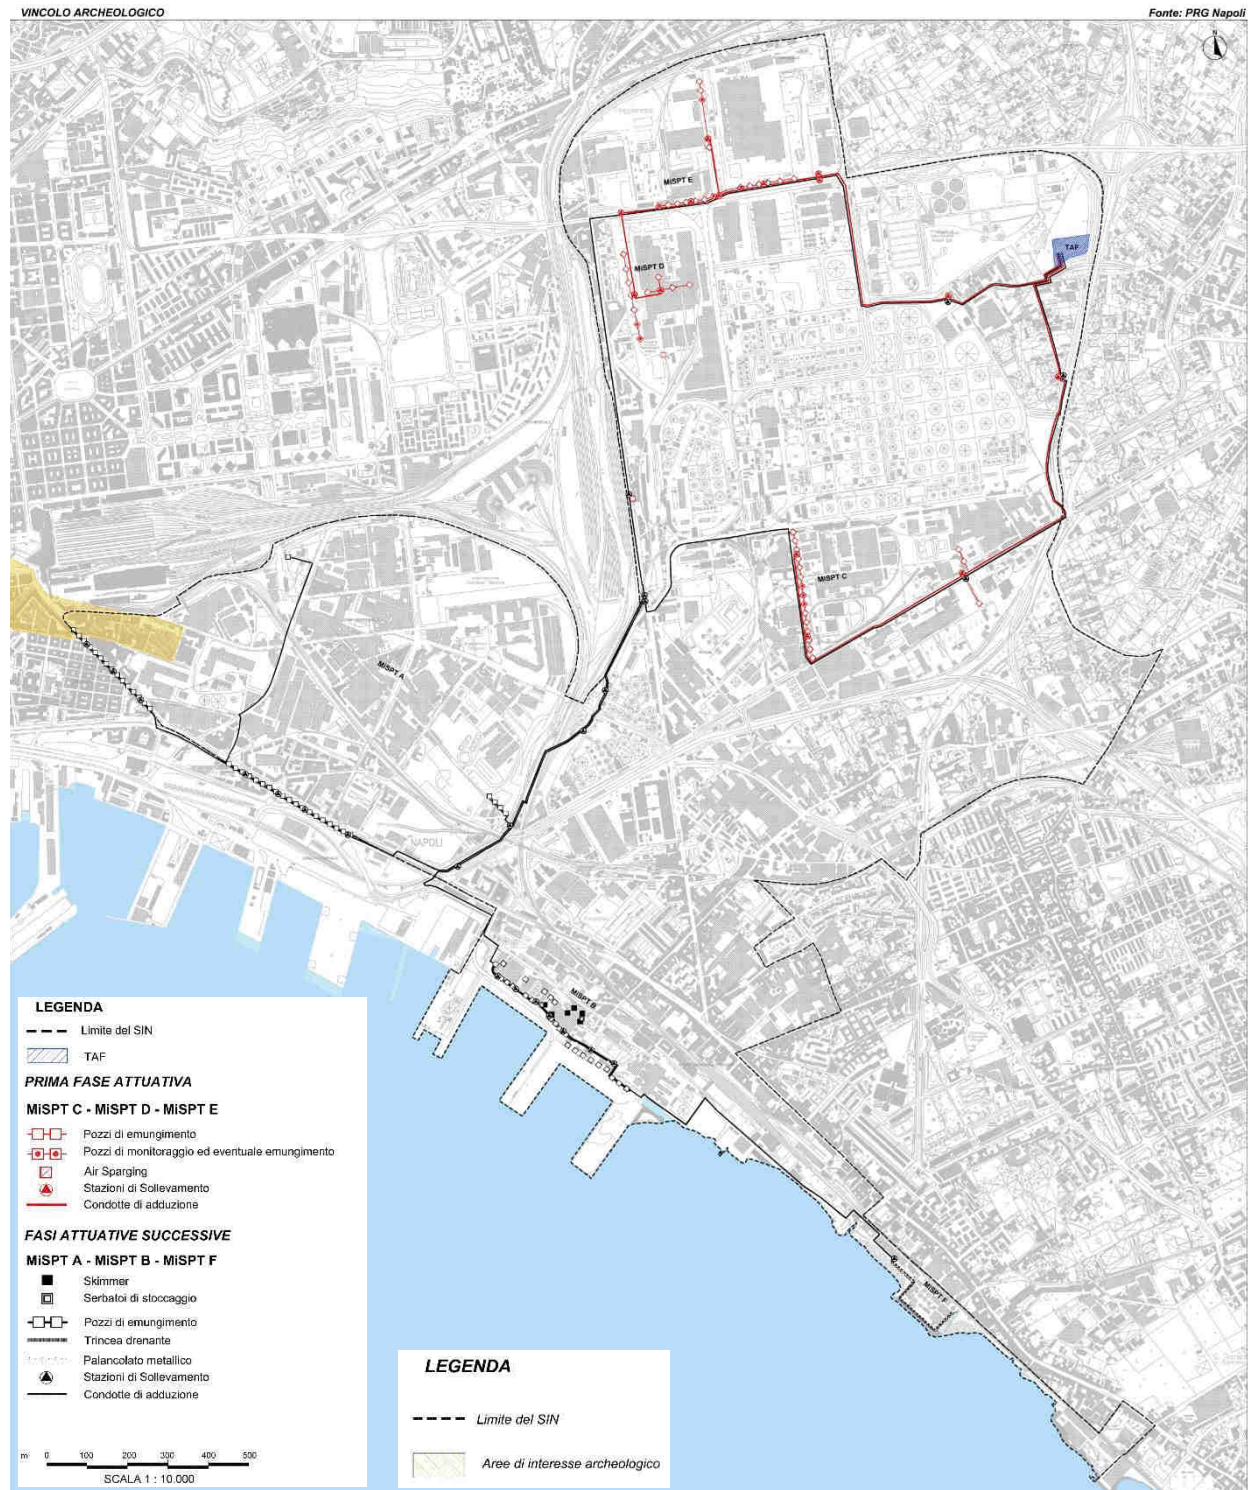 VINCOLO ARCHEOLOGICO
Fonte: PRG Napoli
N
MiSPT E
TAF
MiSPT D
MiSPT C
MiSPT A
NAPOLI
MiSPT B
MiSPT F
LEGENDA
Limite del SIN
TAF
PRIMA FASE ATTUATIVA
MiSPT C - MiSPT D - MiSPT E
Pozzi di emungimento
Pozzi di monitoraggio ed eventuale emungimento
Air Sparging
Stazioni di Sollevamento
Condotte di adduzione
FASI ATTUATIVE SUCCESSIVE
MiSPT A - MiSPT B - MiSPT F
Skimmer
Serbatoi di stoccaggio
Pozzi di emungimento
Trincea drenante
Palancolato metallico
Stazioni di Sollevamento
Condotte di adduzione
m 0 100 200 300 400 500
SCALA 1 : 10.000
LEGENDA
Limite del SIN
Aree di interesse archeologico